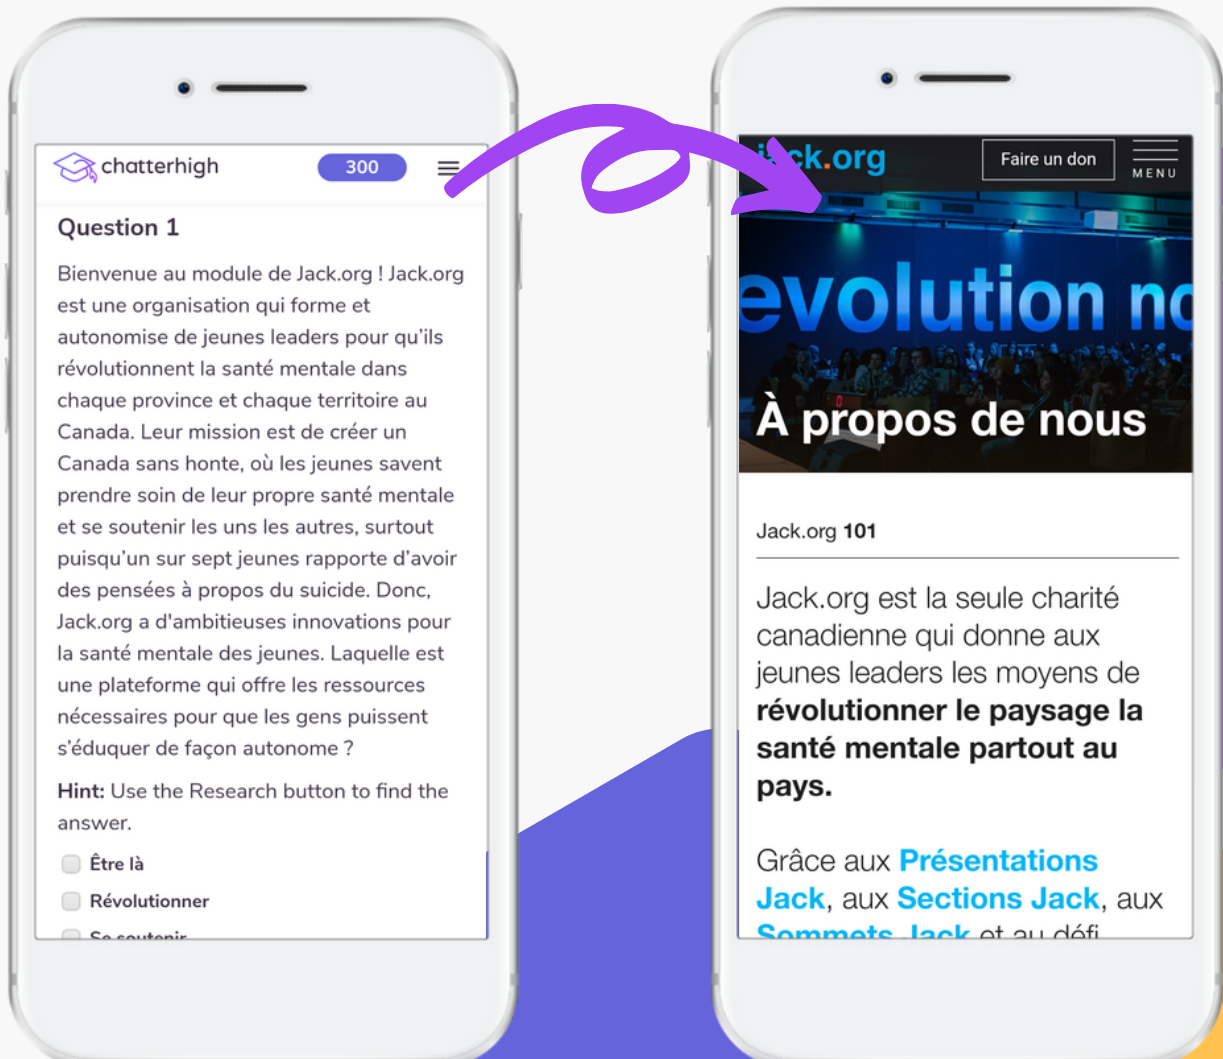 chatterhigh
300
Question 1
Bienvenue au module de Jack.org ! Jack.org
est une organisation qui forme et
autonomise de jeunes leaders pour qu'ils
révolutionnent la santé mentale dans
chaque province et chaque territoire au
Canada. Leur mission est de créer un
Canada sans honte, où les jeunes savent
prendre soin de leur propre santé mentale
et se soutenir les uns les autres, surtout
puisqu'un sur sept jeunes rapporte d'avoir
des pensées à propos du suicide. Donc,
Jack.org a d'ambitieuses innovations pour
la santé mentale des jeunes. Laquelle est
une plateforme qui offre les ressources
nécessaires pour que les gens puissent
s'éduquer de façon autonome ?
Hint: Use the Research button to find the
answer.
Être là
Révolutionner
Se soutenir
jack.org
Faire un don
MENU
evolution no
À propos de nous
Jack.org 101
Jack.org est la seule charité
canadienne qui donne aux
jeunes leaders les moyens de
révolutionner le paysage la
santé mentale partout au
pays.
Grâce aux Présentations
Jack, aux Sections Jack, aux
Sommets Jack et au défi